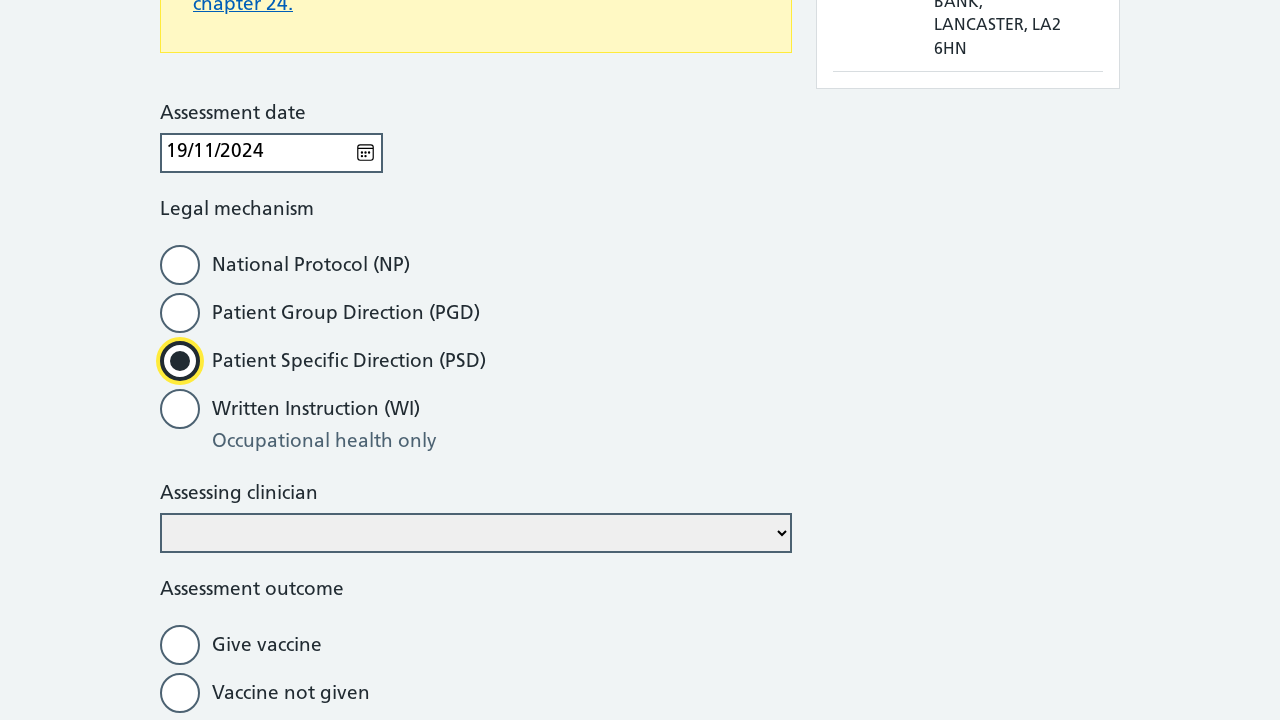 chapter 24.
BANK,
LANCASTER, LA2
6HN
Assessment date
19/11/2024
Legal mechanism
National Protocol (NP)
Patient Group Direction (PGD)
Patient Specific Direction (PSD)
Written Instruction (WI)
Occupational health only
Assessing clinician
Assessment outcome
Give vaccine
Vaccine not given